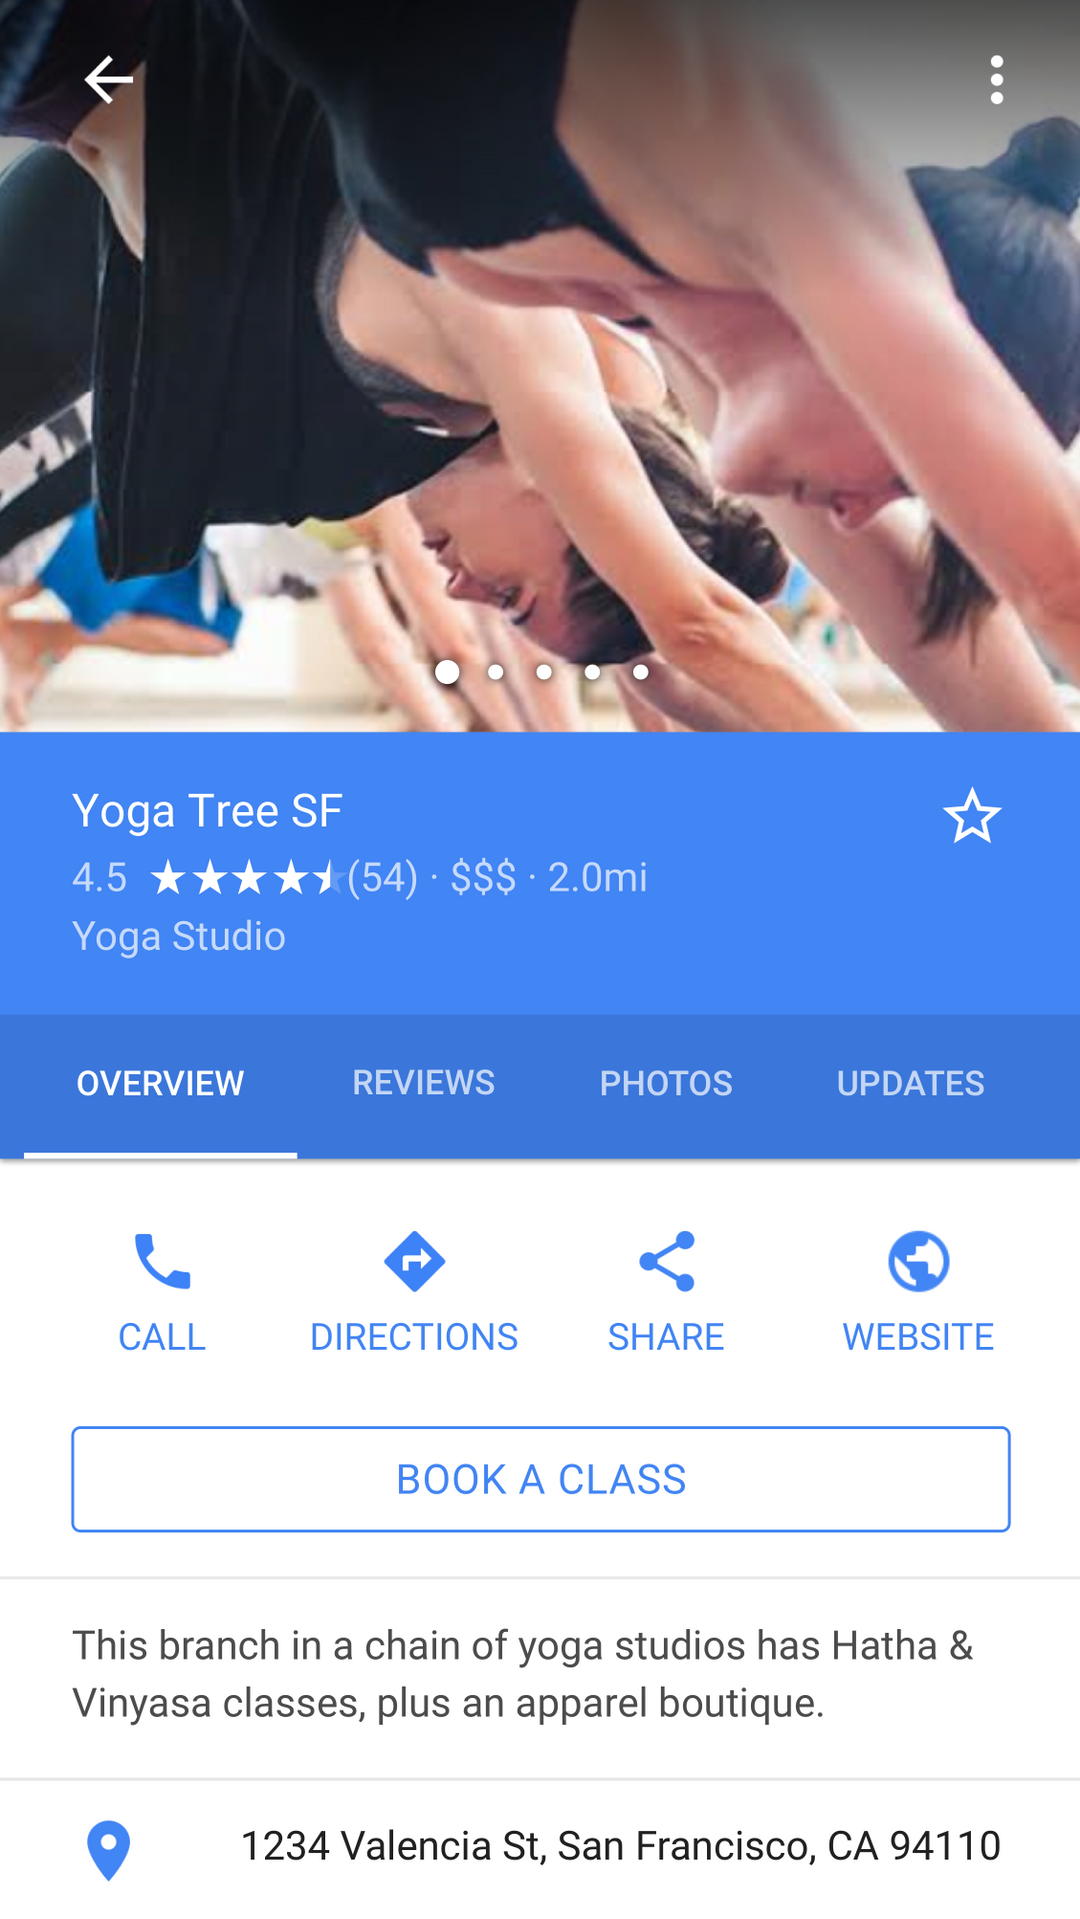 Yoga Tree SF
4.5 ★★★★★ (54) · $$$ · 2.0mi
Yoga Studio
OVERVIEW REVIEWS PHOTOS UPDATES
CALL DIRECTIONS SHARE WEBSITE
BOOK A CLASS
This branch in a chain of yoga studios has Hatha &
Vinyasa classes, plus an apparel boutique.
1234 Valencia St, San Francisco, CA 94110